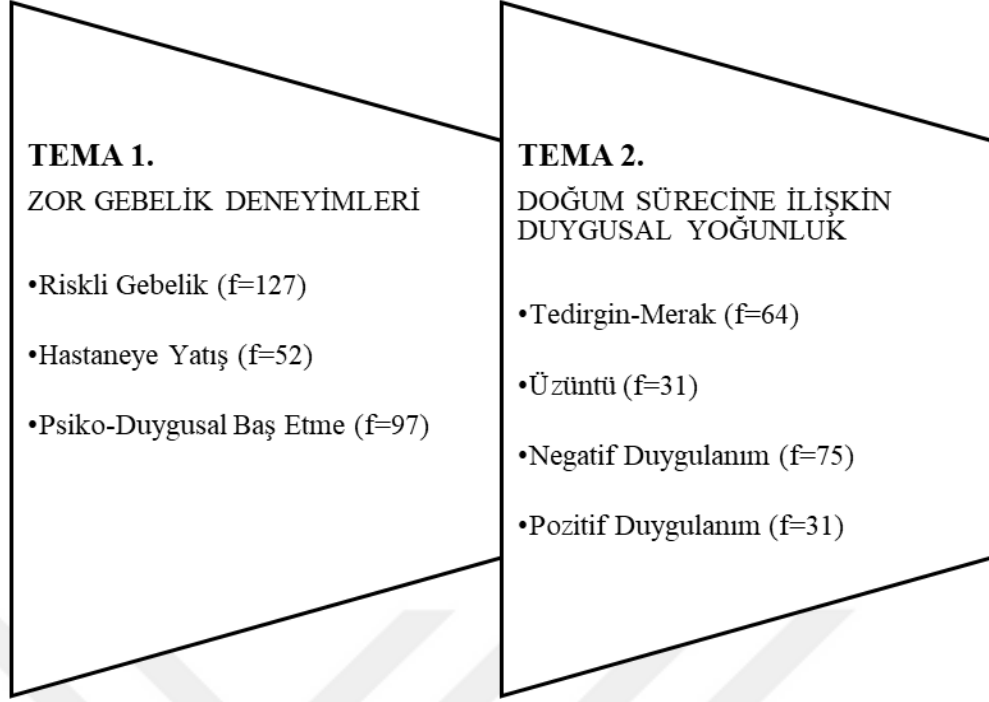 TEMA 1.
ZOR GEBELİK DENEYİMLERİ
•Riskli Gebelik (f=127)
•Hastaneye Yatış (f=52)
•Psiko-Duygusal Baş Etme (f=97)
TEMA 2.
DOĞUM SÜRECİNE İLİŞKİN
DUYGUSAL YOĞUNLUK
•Tedirgin-Merak (f=64)
•Üzüntü (f=31)
•Negatif Duygulanım (f=75)
•Pozitif Duygulanım (f=31)